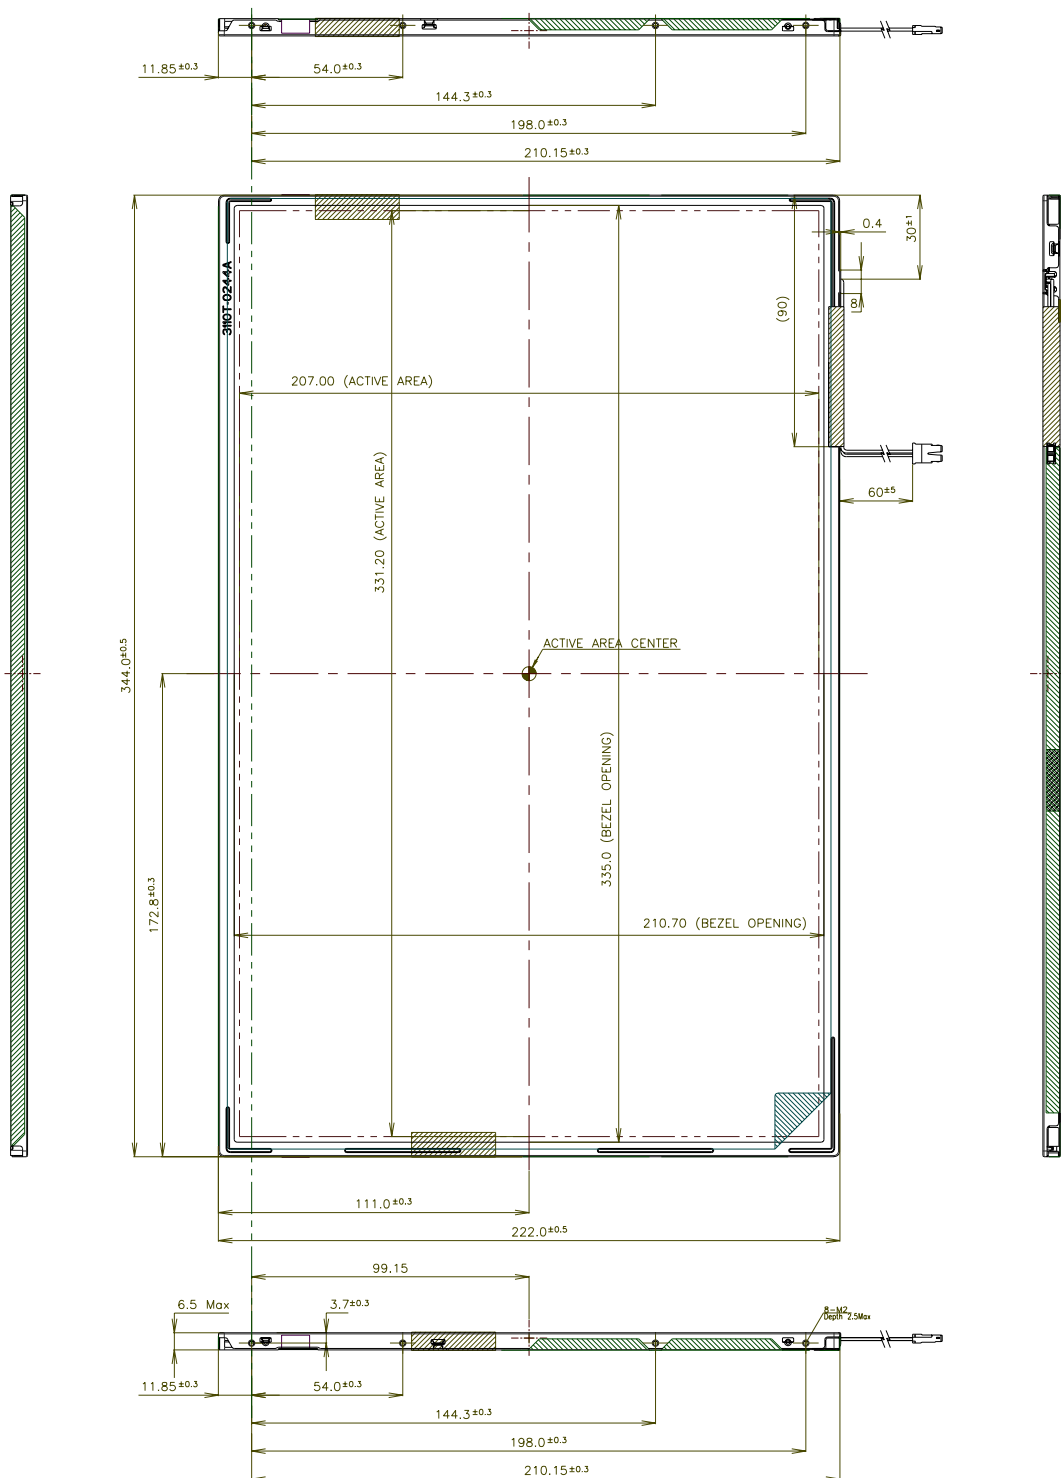 11.85±0.3
54.0±0.3
144.3±0.3
198.0±0.3
210.15±0.3
0.4
30±1
(90)
8
3110T-0244A
207.00 (ACTIVE AREA)
331.20 (ACTIVE AREA)
60±5
344.0±0.5
ACTIVE AREA CENTER
335.0 (BEZEL OPENING)
172.8±0.3
210.70 (BEZEL OPENING)
111.0±0.3
222.0±0.5
99.15
6.5 Max
3.7±0.3
8-M2
Depth 2.5Max
11.85±0.3
54.0±0.3
144.3±0.3
198.0±0.3
210.15±0.3